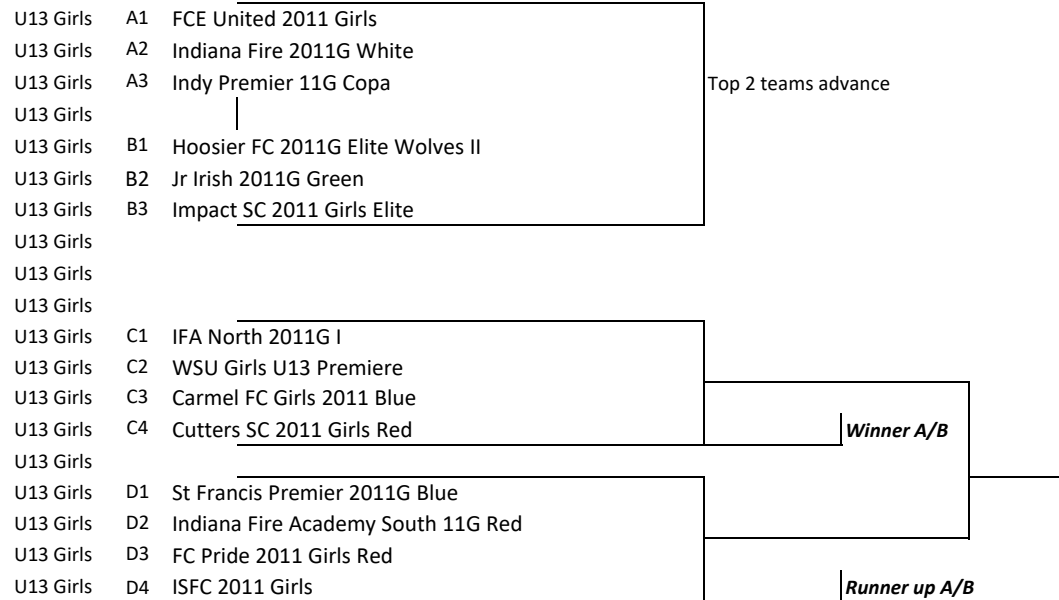 U13 Girls A1 FCE United 2011 Girls
U13 Girls A2 Indiana Fire 2011G White
U13 Girls A3 Indy Premier 11G Copa Top 2 teams advance
U13 Girls
U13 Girls B1 Hoosier FC 2011G Elite Wolves II
U13 Girls B2 Jr Irish 2011G Green
U13 Girls B3 Impact SC 2011 Girls Elite
U13 Girls
U13 Girls
U13 Girls
U13 Girls C1 IFA North 2011G I
U13 Girls C2 WSU Girls U13 Premiere
U13 Girls C3 Carmel FC Girls 2011 Blue
U13 Girls C4 Cutters SC 2011 Girls Red Winner A/B
U13 Girls
U13 Girls D1 St Francis Premier 2011G Blue
U13 Girls D2 Indiana Fire Academy South 11G Red
U13 Girls D3 FC Pride 2011 Girls Red
U13 Girls D4 ISFC 2011 Girls Runner up A/B